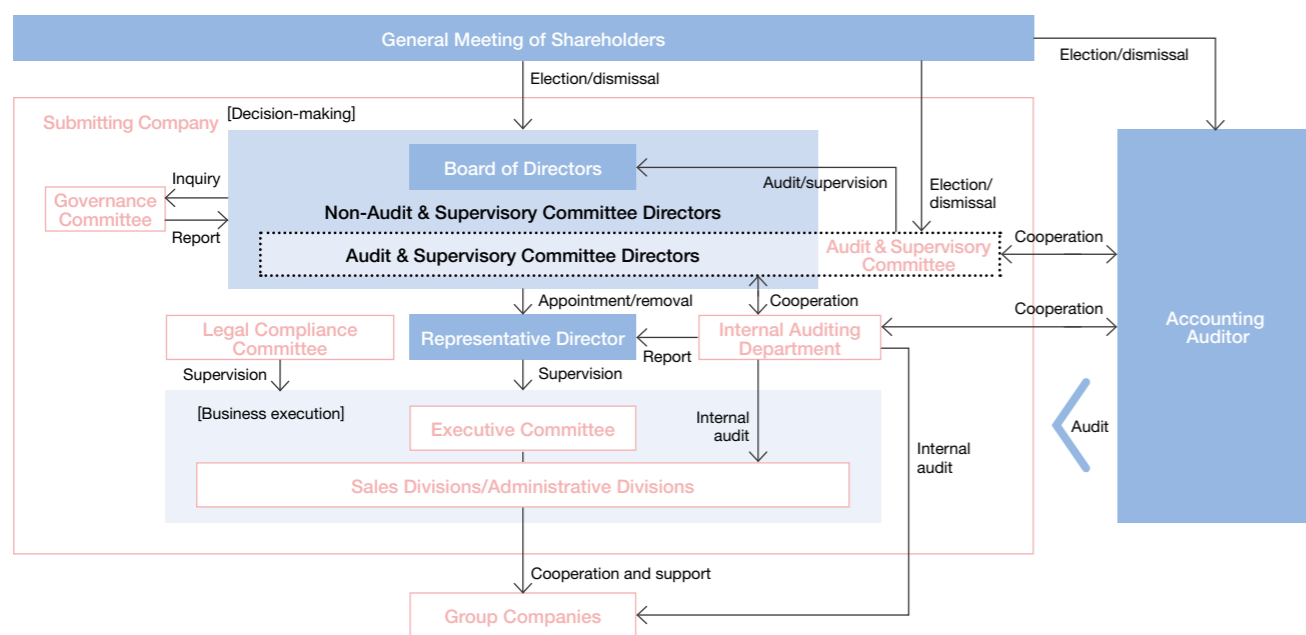 General Meeting of Shareholders
Election/dismissal
Election/dismissal
[Decision-making]
Submitting Company
Board of Directors
Inquiry
Audit/supervision
Election/
dismissal
Governance
Committee
Non-Audit & Supervisory Committee Directors
Report
Audit & Supervisory Committee Directors
Audit & Supervisory
Committee
Cooperation
Appointment/removal
Cooperation
Cooperation
Legal Compliance
Committee
Representative Director
Report
Internal Auditing
Department
Accounting
Auditor
Supervision
Supervision
[Business execution]
Executive Committee
Internal
audit
Audit
Internal
audit
Sales Divisions/Administrative Divisions
Cooperation and support
Group Companies